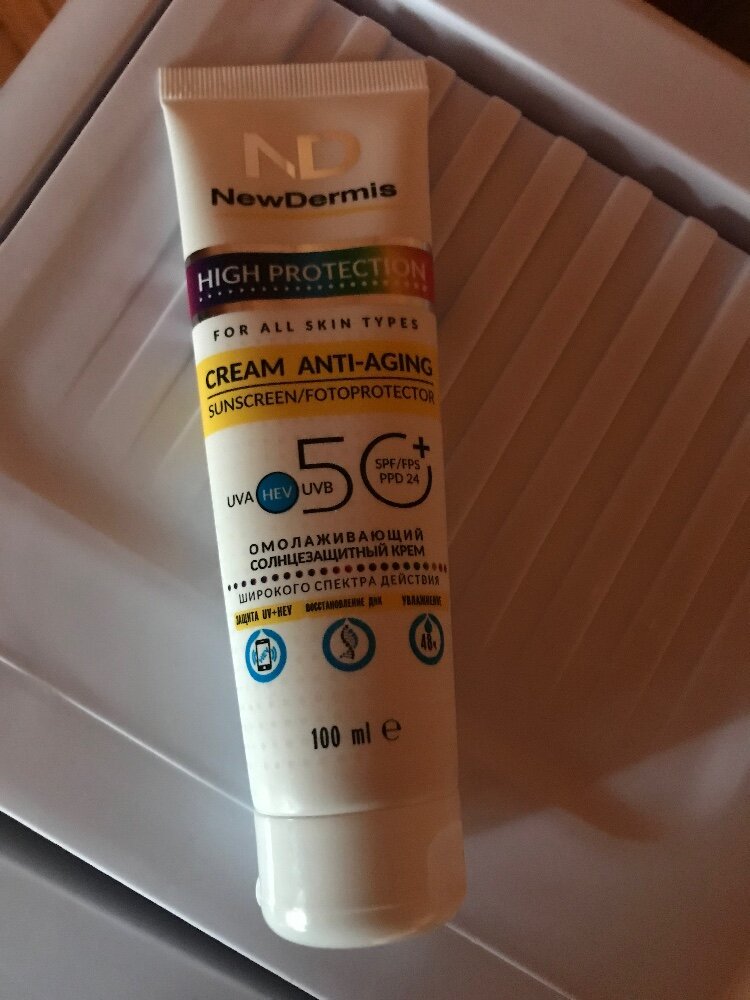 ND
NewDermis
HIGH PROTECTION
FOR ALL SKIN TYPES
CREAM ANTI-AGING
SUNSCREEN/FOTOPROTECTOR
UVA HEV UVB 50+ SPF/FPS
PPD 24
ОМОЛАЖИВАЮЩИЙ
СОЛНЦЕЗАЩИТНЫЙ КРЕМ
ШИРОКОГО СПЕКТРА ДЕЙСТВИЯ
ЗАЩИТА UV+HEV ВОССТАНОВЛЕНИЕ ДНК УВЛАЖНЕНИЕ
48ч
100 ml ℮